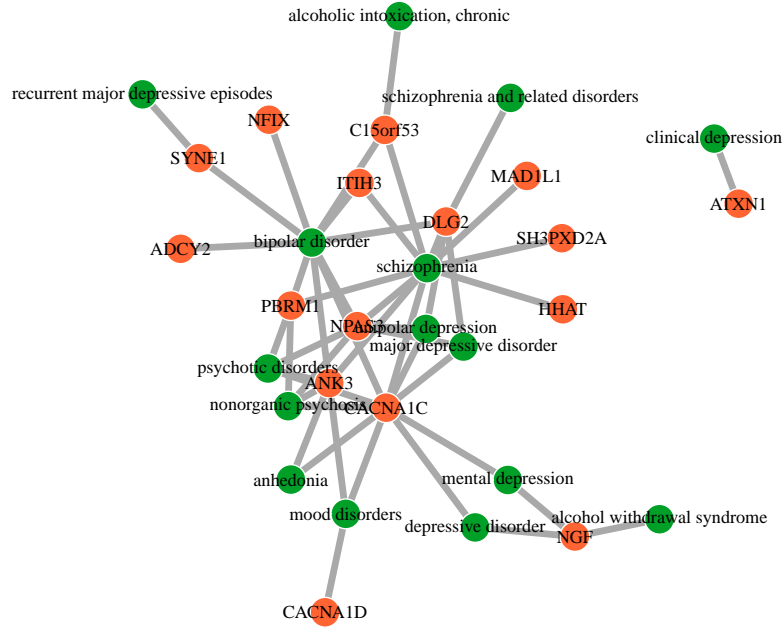 alcoholic intoxication, chronic
recurrent major depressive episodes
schizophrenia and related disorders
NFIX
C15orf53
clinical depression
SYNE1
ITIH3
MAD1L1
ATXN1
DLG2
ADCY2
bipolar disorder
SH3PXD2A
schizophrenia
PBRM1
HHAT
NPAS3
unipolar depression
major depressive disorder
psychotic disorders
ANK3
nonorganic psychosis
CACNA1C
anhedonia
mental depression
mood disorders
depressive disorder
alcohol withdrawal syndrome
NGF
CACNA1D